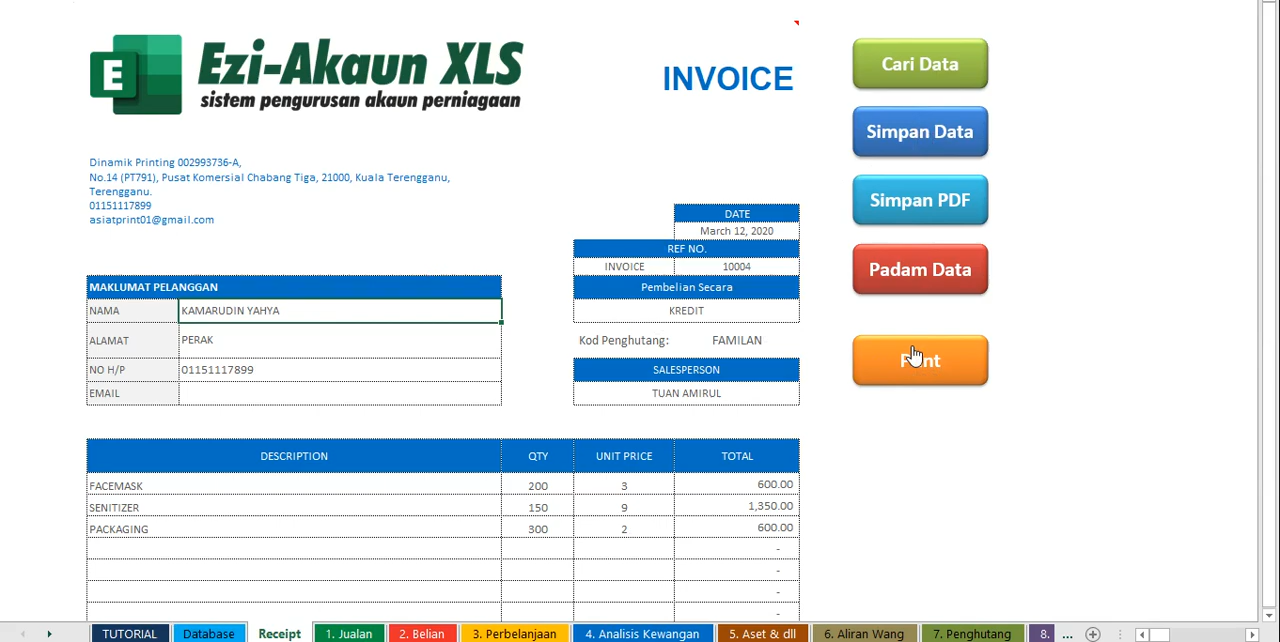 E
Ezi-Akaun XLS
sistem pengurusan akaun perniagaan
INVOICE
Dinamik Printing 002993736-A,
No.14 (PT791), Pusat Komersial Chabang Tiga, 21000, Kuala Terengganu,
Terengganu.
01151117899
asiatprint01@gmail.com
DATE
March 12, 2020
REF NO.
INVOICE 10004
Pembelian Secara
KREDIT
Kod Penghutang: FAMILAN
SALESPERSON
TUAN AMIRUL
MAKLUMAT PELANGGAN
NAMA KAMARUDIN YAHYA
ALAMAT PERAK
NO H/P 01151117899
EMAIL
DESCRIPTION QTY UNIT PRICE TOTAL
FACEMASK 200 3 600.00
SENITIZER 150 9 1,350.00
PACKAGING 300 2 600.00
-
-
-
-
Cari Data
Simpan Data
Simpan PDF
Padam Data
TUTORIAL Database Receipt 1. Jualan 2. Belian 3. Perbelanjaan 4. Analisis Kewangan 5. Aset & dll 6. Aliran Wang 7. Penghutang 8. ...